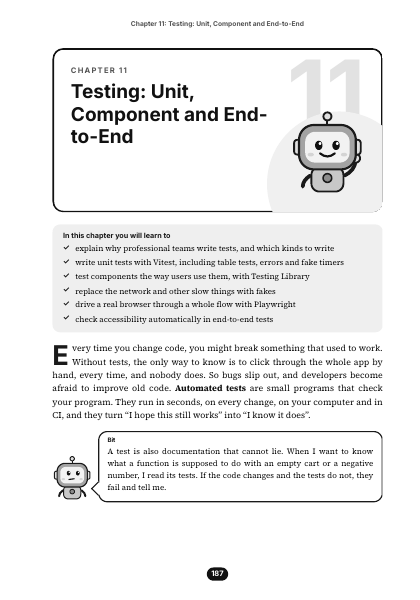 Chapter 11: Testing: Unit, Component and End-to-End
CHAPTER 11
11
Testing: Unit,
Component and End-
to-End
In this chapter you will learn to
✓ explain why professional teams write tests, and which kinds to write
✓ write unit tests with Vitest, including table tests, errors and fake timers
✓ test components the way users use them, with Testing Library
✓ replace the network and other slow things with fakes
✓ drive a real browser through a whole flow with Playwright
✓ check accessibility automatically in end-to-end tests
Every time you change code, you might break something that used to work.
Without tests, the only way to know is to click through the whole app by
hand, every time, and nobody does. So bugs slip out, and developers become
afraid to improve old code. Automated tests are small programs that check
your program. They run in seconds, on every change, on your computer and in
CI, and they turn “I hope this still works” into “I know it does”.
Bit
A test is also documentation that cannot lie. When I want to know
what a function is supposed to do with an empty cart or a negative
number, I read its tests. If the code changes and the tests do not, they
fail and tell me.
187